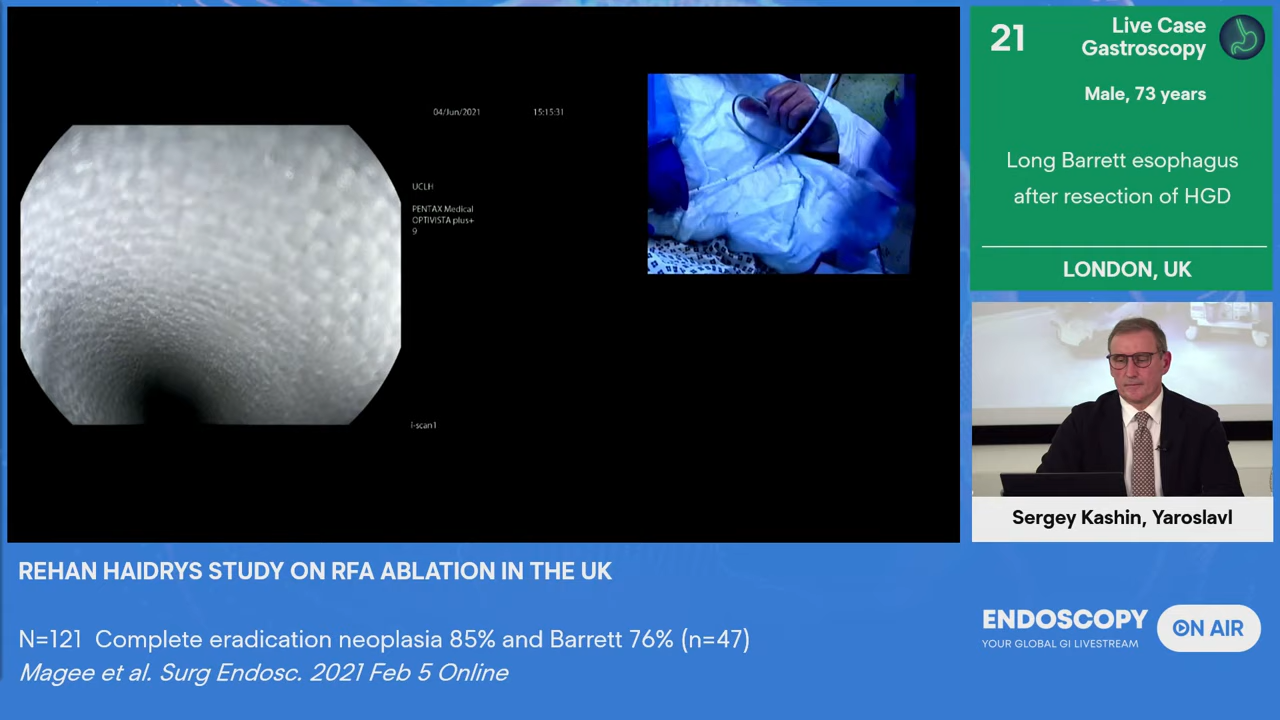 04/Jun/2021 15:15:31
UCLH
PENTAX Medical
OPTIVISTA plus+
9
i-scan1
21
Live Case
Gastroscopy
Male, 73 years
Long Barrett esophagus
after resection of HGD
LONDON, UK
Sergey Kashin, Yaroslavl
REHAN HAIDRYS STUDY ON RFA ABLATION IN THE UK
N=121 Complete eradication neoplasia 85% and Barrett 76% (n=47)
Magee et al. Surg Endosc. 2021 Feb 5 Online
ENDOSCOPY ON AIR
YOUR GLOBAL GI LIVESTREAM